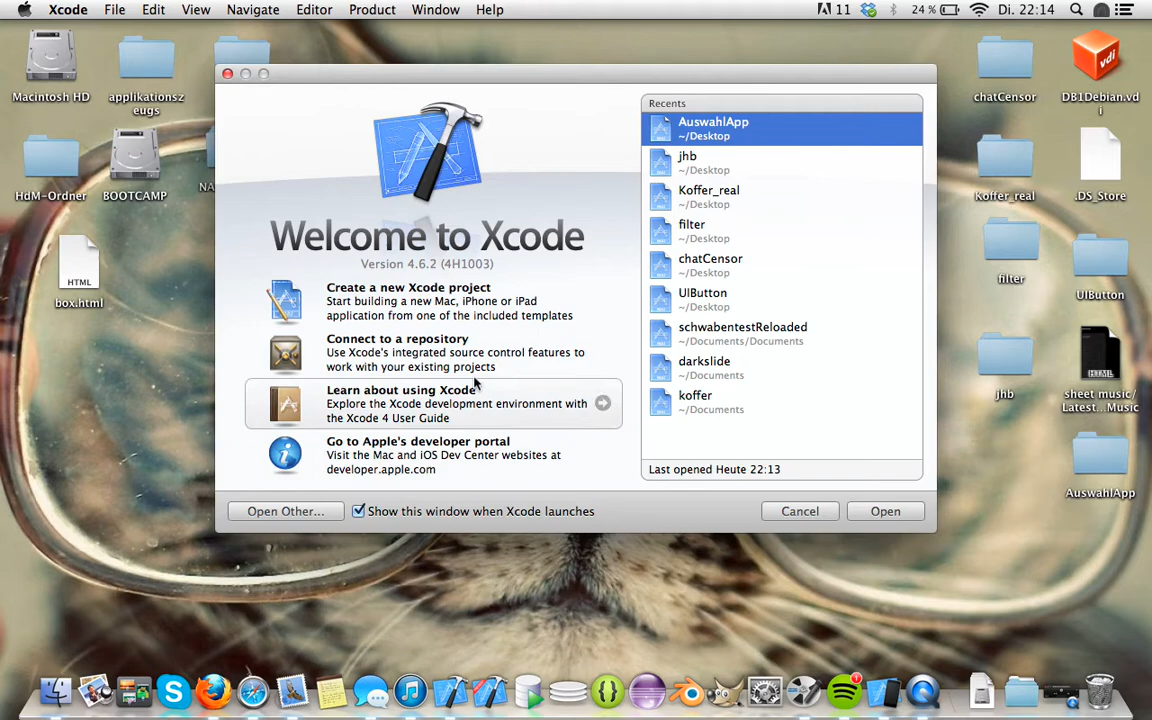 Xcode File Edit View Navigate Editor Product Window Help
11 24 % Di. 22:14
Macintosh HD
applikationsz
eugs
HdM-Ordner
BOOTCAMP
NA
HTML
box.html
Welcome to Xcode
Version 4.6.2 (4H1003)
Create a new Xcode project
Start building a new Mac, iPhone or iPad
application from one of the included templates
Connect to a repository
Use Xcode's integrated source control features to
work with your existing projects
Learn about using Xcode
Explore the Xcode development environment with
the Xcode 4 User Guide
Go to Apple's developer portal
Visit the Mac and iOS Dev Center websites at
developer.apple.com
Recents
AuswahlApp
~/Desktop
jhb
~/Desktop
Koffer_real
~/Desktop
filter
~/Desktop
chatCensor
~/Desktop
UIButton
~/Desktop
schwabentestReloaded
~/Documents/Documents
darkslide
~/Documents
koffer
~/Documents
Last opened Heute 22:13
Open Other...
Show this window when Xcode launches
Cancel
Open
chatCensor
vdi
DB1Debian.vd
i
Koffer_real
.DS_Store
filter
UIButton
jhb
HTML
sheet music/
Latest...Music
AuswahlApp